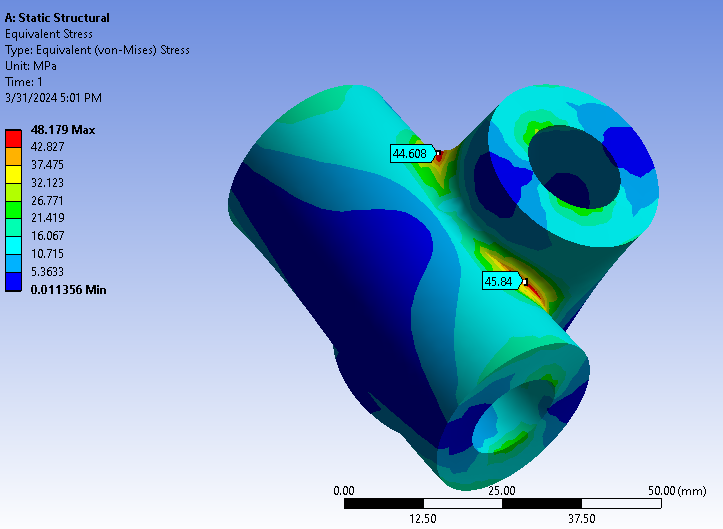 A: Static Structural
Equivalent Stress
Type: Equivalent (von-Mises) Stress
Unit: MPa
Time: 1
3/31/2024 5:01 PM
48.179 Max
42.827
37.475
32.123
26.771
21.419
16.067
10.715
5.3633
0.011356 Min
44.608
45.84
0.00 25.00 50.00 (mm)
12.50 37.50